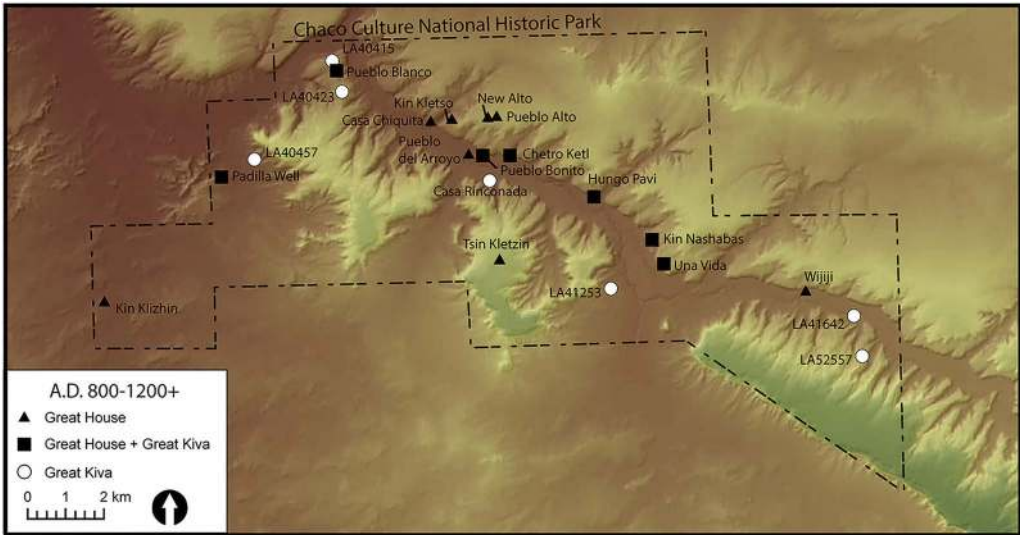 Chaco Culture National Historic Park
LA40415
Pueblo Blanco
LA40423
Kin Kletso
New Alto
Casa Chiquita
Pueblo Alto
LA40457
Pueblo
del Arroyo
Chetro Ketl
Pueblo Bonito
Padilla Well
Casa Rinconada
Hungo Pavi
Tsin Kletzin
Kin Nashabas
Una Vida
Wijiji
LA41253
Kin Klizhin
LA41642
LA52557
A.D. 800-1200+
Great House
Great House + Great Kiva
Great Kiva
0 1 2 km